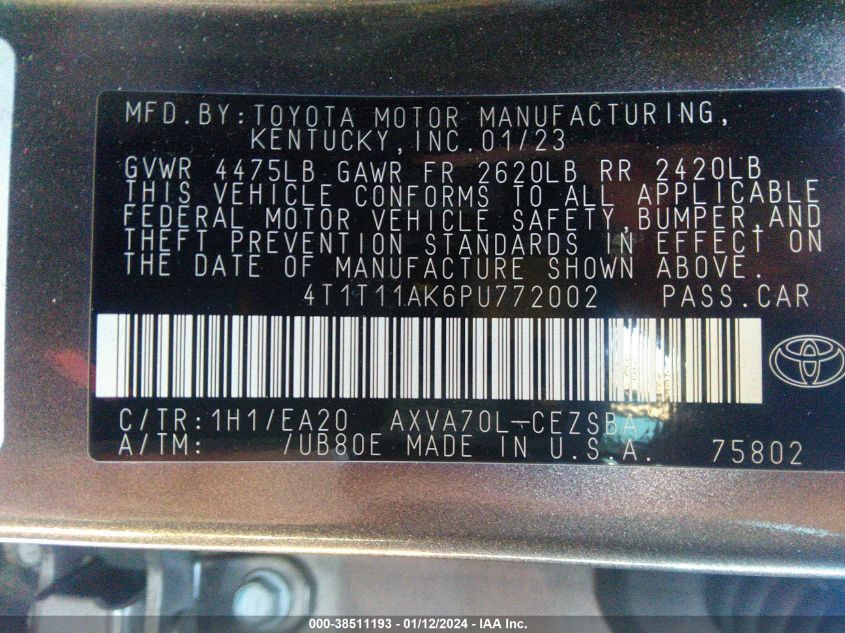 MFD.BY:TOYOTA MOTOR MANUFACTURING,
KENTUCKY,INC.01/23
GVWR 4475LB GAWR FR 2620LB RR 2420LB
THIS VEHICLE CONFORMS TO ALL APPLICABLE
FEDERAL MOTOR VEHICLE SAFETY,BUMPER,AND
THEFT PREVENTION STANDARDS IN EFFECT ON
THE DATE OF MANUFACTURE SHOWN ABOVE.
4T1T11AK6PU772002 PASS.CAR
C/TR:1H1/EA20 AXVA70L-CEZSBA
A/TM: /UB80E MADE IN U.S.A. 75802
000-38511193 - 01/12/2024 - IAA Inc.